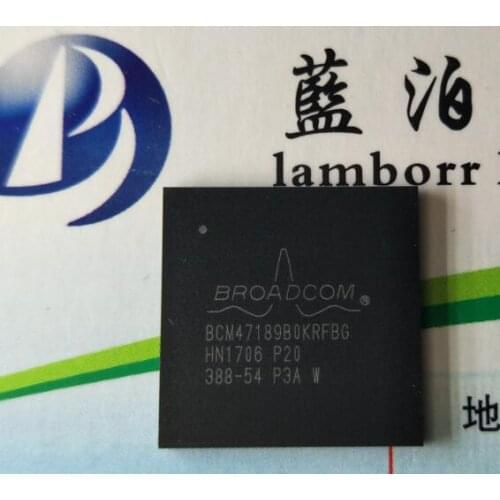 藍泊
lamborr
BROADCOM®
BCM47189B0KRFBG
HN1706 P20
388-54 P3A W
地